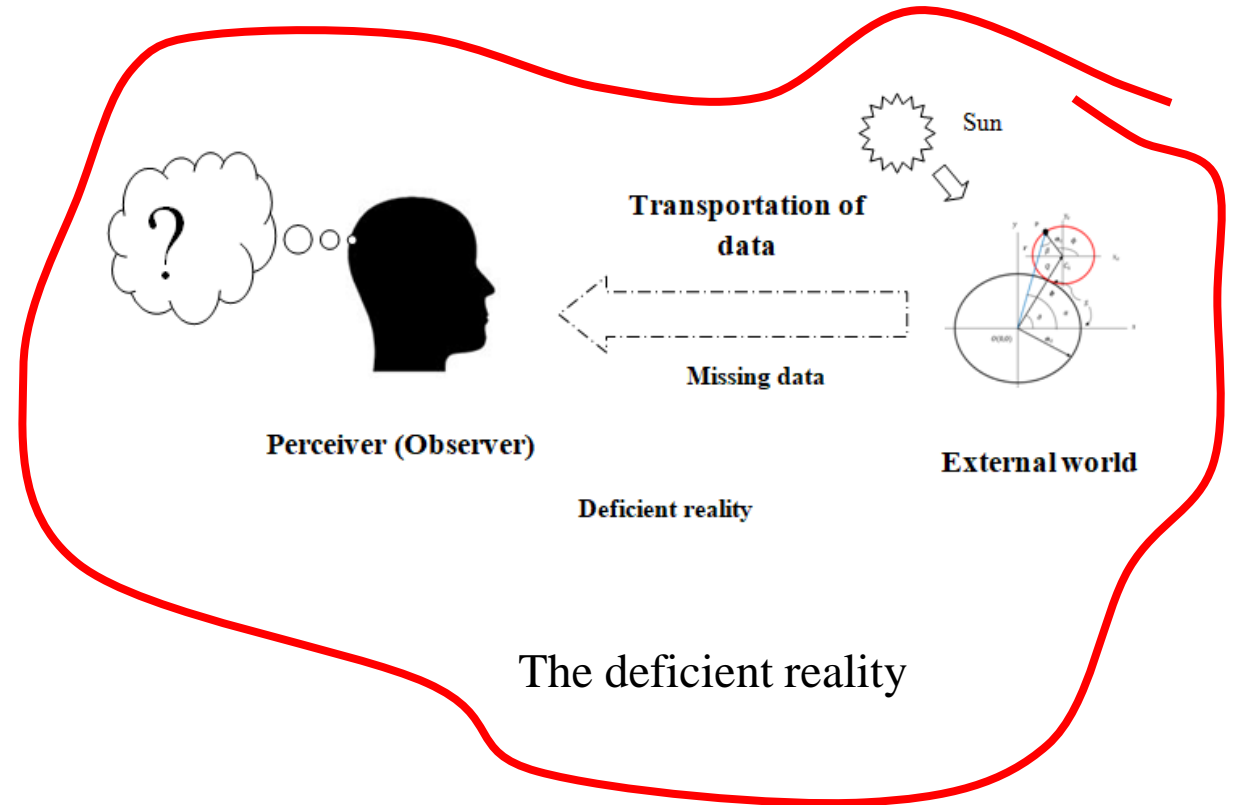 Sun
Transportation of
data
?
Missing data
Perceiver (Observer)
External world
Deficient reality
The deficient reality